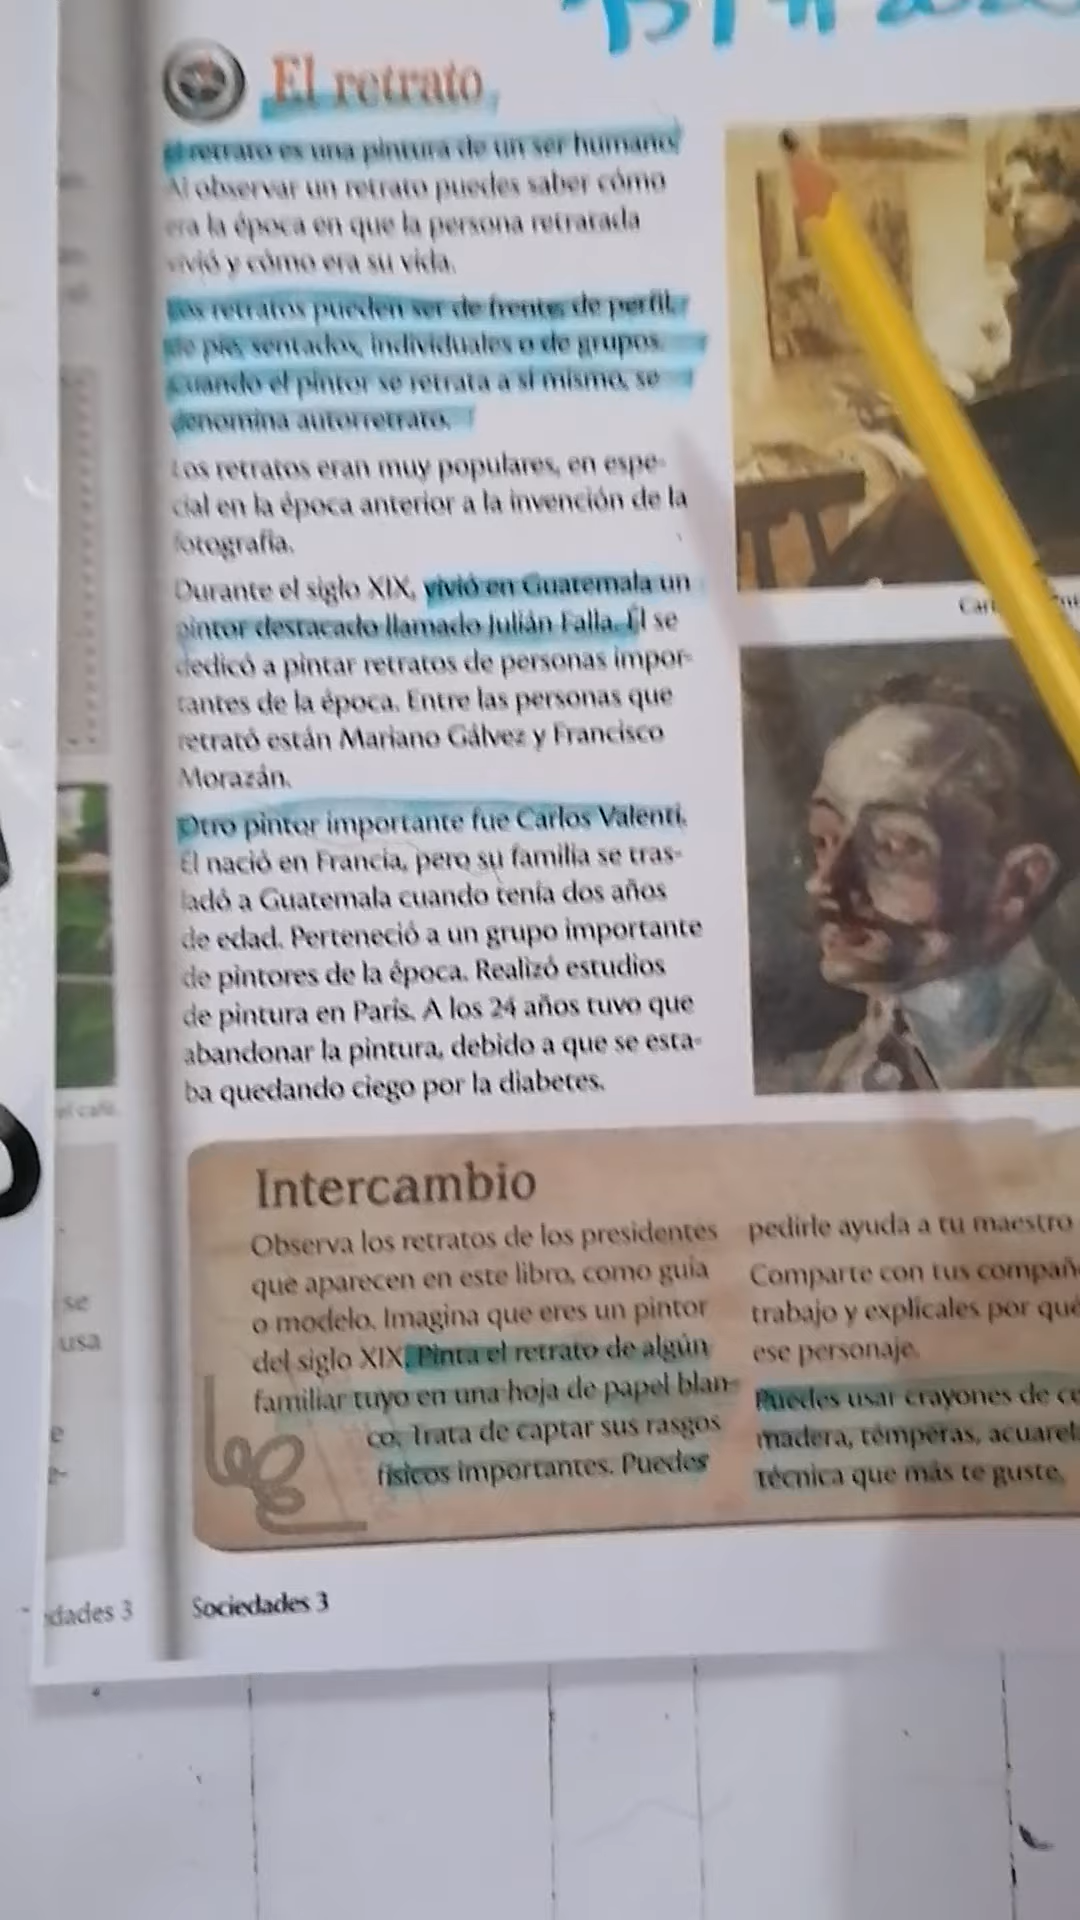 El retrato
El retrato es una pintura de un ser humano.
Al observar un retrato puedes saber cómo
era la época en que la persona retratada
vivió y cómo era su vida.
Los retratos pueden ser de frente, de perfil,
de pie, sentados, individuales o de grupos.
Cuando el pintor se retrata a sí mismo, se
denomina autorretrato.
Los retratos eran muy populares, en espe-
cial en la época anterior a la invención de la
fotografía.
Durante el siglo XIX, vivió en Guatemala un
pintor destacado llamado Julián Falla. Él se
dedicó a pintar retratos de personas impor-
tantes de la época. Entre las personas que
retrató están Mariano Gálvez y Francisco
Morazán.
Otro pintor importante fue Carlos Valenti.
Él nació en Francia, pero su familia se tras-
ladó a Guatemala cuando tenía dos años
de edad. Perteneció a un grupo importante
de pintores de la época. Realizó estudios
de pintura en París. A los 24 años tuvo que
abandonar la pintura, debido a que se esta-
ba quedando ciego por la diabetes.
el café.
Intercambio
Observa los retratos de los presidentes
que aparecen en este libro, como guía
o modelo. Imagina que eres un pintor
del siglo XIX. Pinta el retrato de algún
familiar tuyo en una hoja de papel blan-
co. Trata de captar sus rasgos
físicos importantes. Puedes
pedirle ayuda a tu maestro
Comparte con tus compañ
trabajo y explícales por qué
ese personaje.
Puedes usar crayones de ce
madera, témperas, acuarel
técnica que más te guste.
se
usa
e
dades 3
Sociedades 3